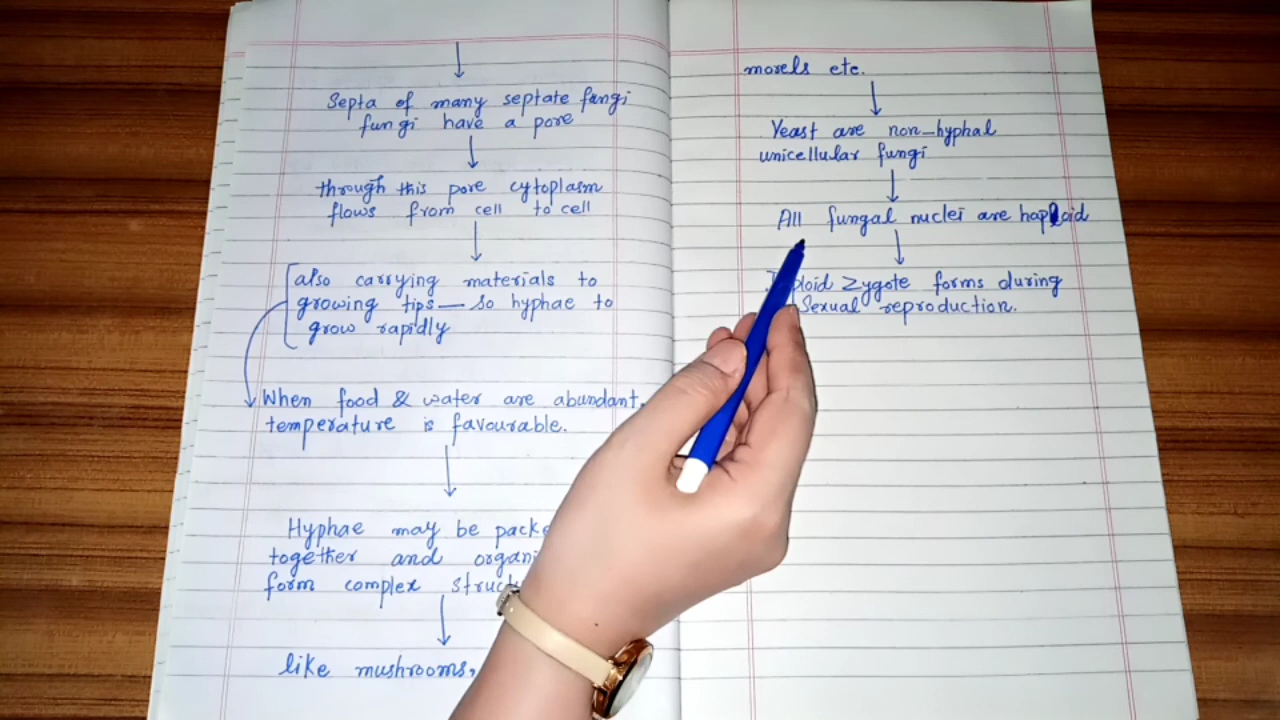 Septa of many septate fangi
fungi have a pore
through this pore cytoplasm
flows from cell to cell
also carrying materials to
growing tips — so hyphae to
grow rapidly
When food & water are abundant,
temperature is favourable.
Hyphae may be packe
together and organi
form complex struct
like mushrooms,
morels etc.
Yeast are non-hyphal
unicellular fungi
All fungal nuclei are haploid
zygote forms during
Sexual reproduction.